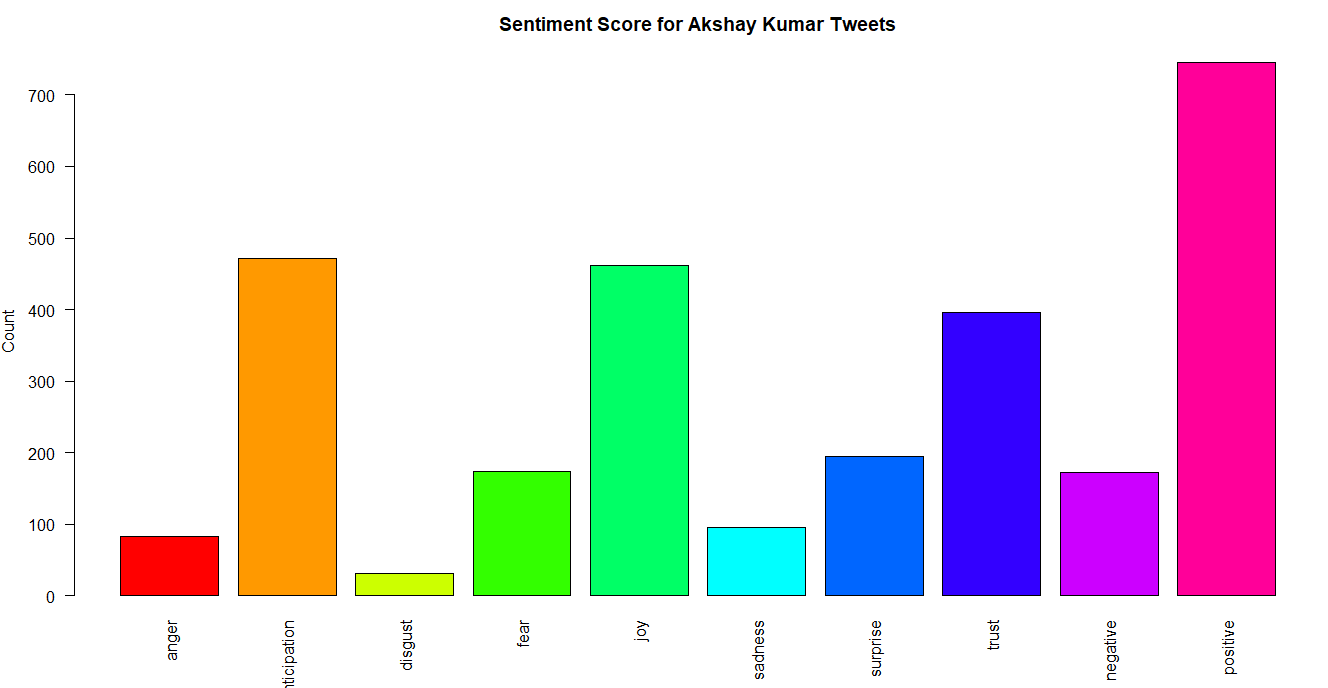 Sentiment Score for Akshay Kumar Tweets
700
600
500
400
300
200
100
0
Count
anger
nticipation
disgust
fear
joy
sadness
surprise
trust
negative
positive